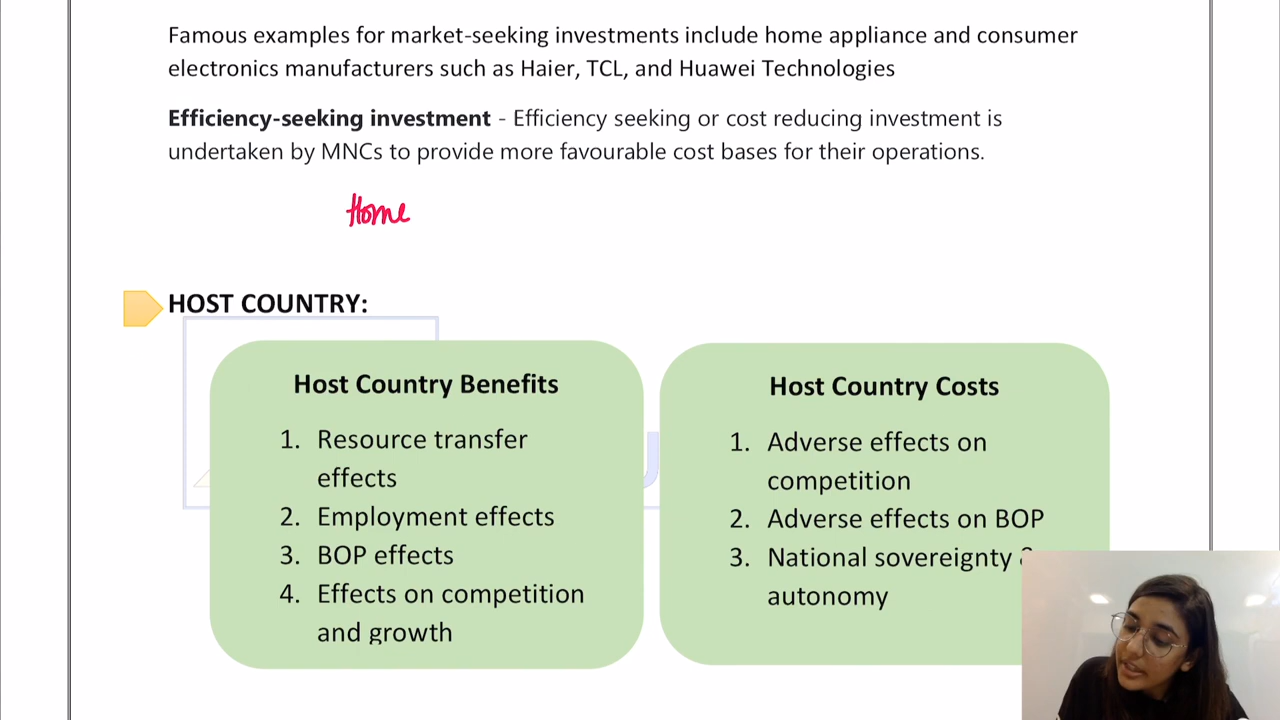 Famous examples for market-seeking investments include home appliance and consumer
electronics manufacturers such as Haier, TCL, and Huawei Technologies
Efficiency-seeking investment - Efficiency seeking or cost reducing investment is
undertaken by MNCs to provide more favourable cost bases for their operations.
Home
HOST COUNTRY:
Host Country Benefits
1. Resource transfer
effects
2. Employment effects
3. BOP effects
4. Effects on competition
and growth
Host Country Costs
1. Adverse effects on
competition
2. Adverse effects on BOP
3. National sovereignty
autonomy